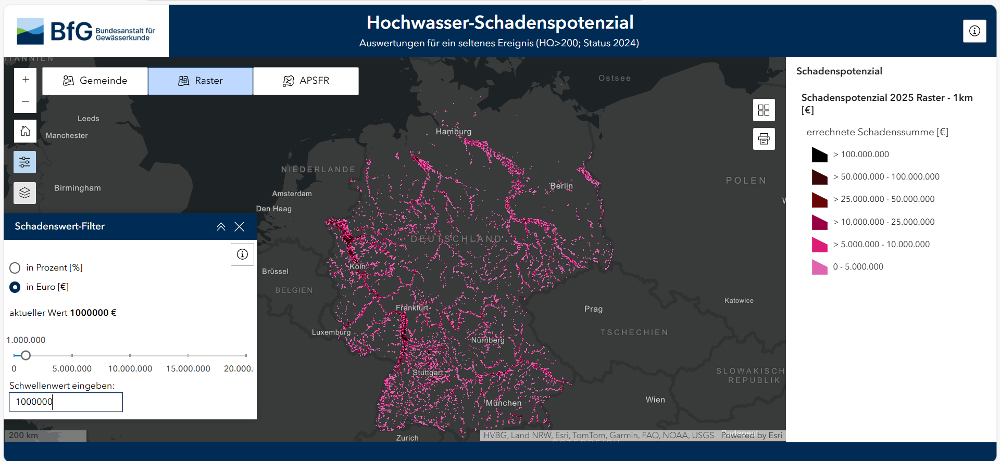 BfG Bundesanstalt für
Gewässerkunde
Hochwasser-Schadenspotenzial
Auswertungen für ein seltenes Ereignis (HQ>200; Status 2024)
Gemeinde
Raster
APSFR
TANNIEN
Ostsee
Leeds
Manchester
Hamburg
NIEDERLANDE
Birmingham
Amsterdam
Berlin
POLEN
Den Haag
DEUTSCHLAND
Köln
Brüssel
BELGIEN
Frankfurt
Prag
Katowice
Luxemburg
Nürnberg
TSCHECHIEN
Stuttgart
SLOWAKISCH
REPUBLIK
München
Wien
Zurich
Budapest
200 km
HVBG, Land NRW, Esri, TomTom, Garmin, FAO, NOAA, USGS
Powered by Esri
Schadenswert-Filter
in Prozent [%]
in Euro [€]
aktueller Wert 1000000 €
1.000.000
0 5.000.000 10.000.000 15.000.000 20.000.
Schwellenwert eingeben:
1000000
Schadenspotenzial
Schadenspotenzial 2025 Raster - 1km
[€]
errechnete Schadenssumme [€]
> 100.000.000
> 50.000.000 - 100.000.000
> 25.000.000 - 50.000.000
> 10.000.000 - 25.000.000
> 5.000.000 - 10.000.000
0 - 5.000.000